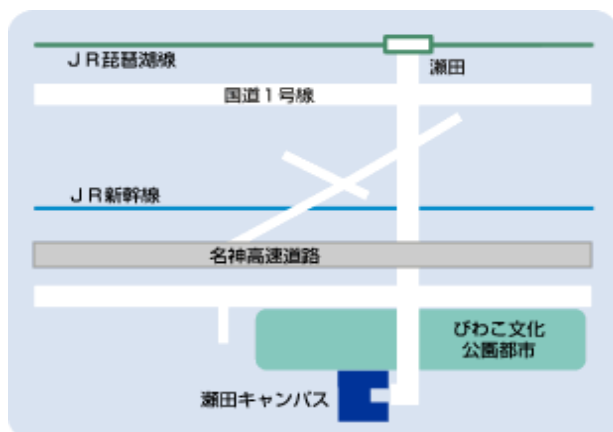 JR琵琶湖線
瀬田
国道1号線
JR新幹線
名神高速道路
びわこ文化
公園都市
瀬田キャンパス